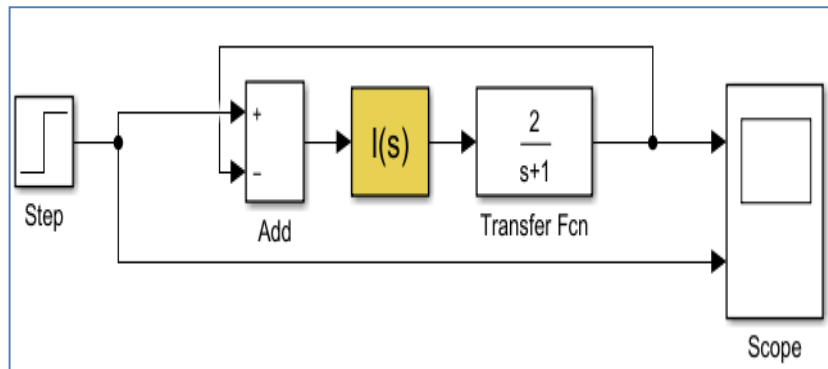 Step
+
−
Add
I(s)
2
s+1
Transfer Fcn
Scope